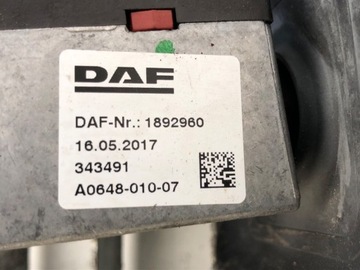 DAF
DAF-Nr.: 1892960
16.05.2017
343491
A0648-010-07